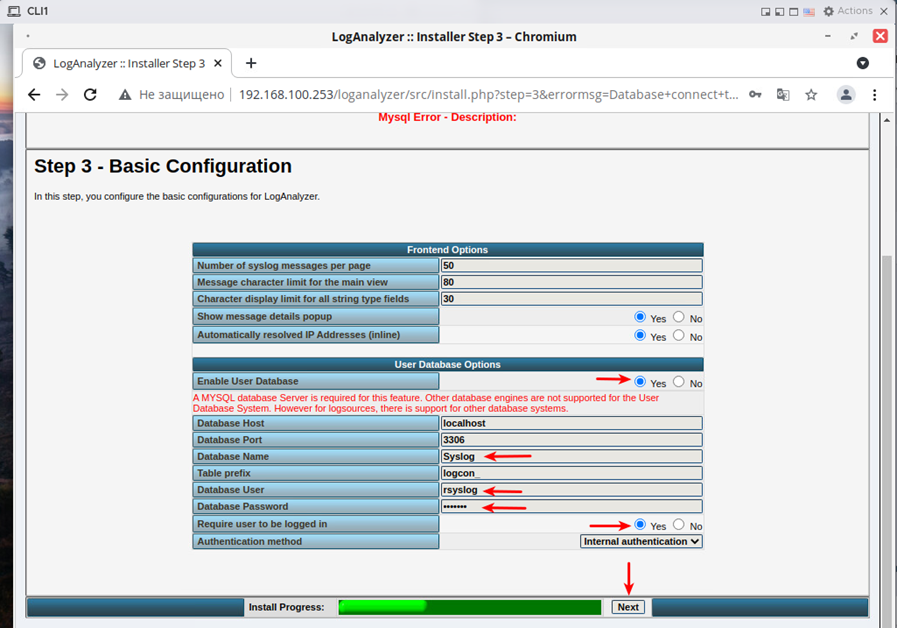 CLI1
Actions
LogAnalyzer :: Installer Step 3 – Chromium
LogAnalyzer :: Installer Step 3
Не защищено
192.168.100.253/loganalyzer/src/install.php?step=3&errormsg=Database+connect+t...
Mysql Error - Description:
Step 3 - Basic Configuration
In this step, you configure the basic configurations for LogAnalyzer.
Frontend Options
Number of syslog messages per page 50
Message character limit for the main view 80
Character display limit for all string type fields 30
Show message details popup Yes No
Automatically resolved IP Addresses (inline) Yes No
User Database Options
Enable User Database Yes No
A MYSQL database Server is required for this feature. Other database engines are not supported for the User
Database System. However for logsources, there is support for other database systems.
Database Host localhost
Database Port 3306
Database Name Syslog
Table prefix logcon_
Database User rsyslog
Database Password •••••••
Require user to be logged in Yes No
Authentication method Internal authentication
Install Progress: Next